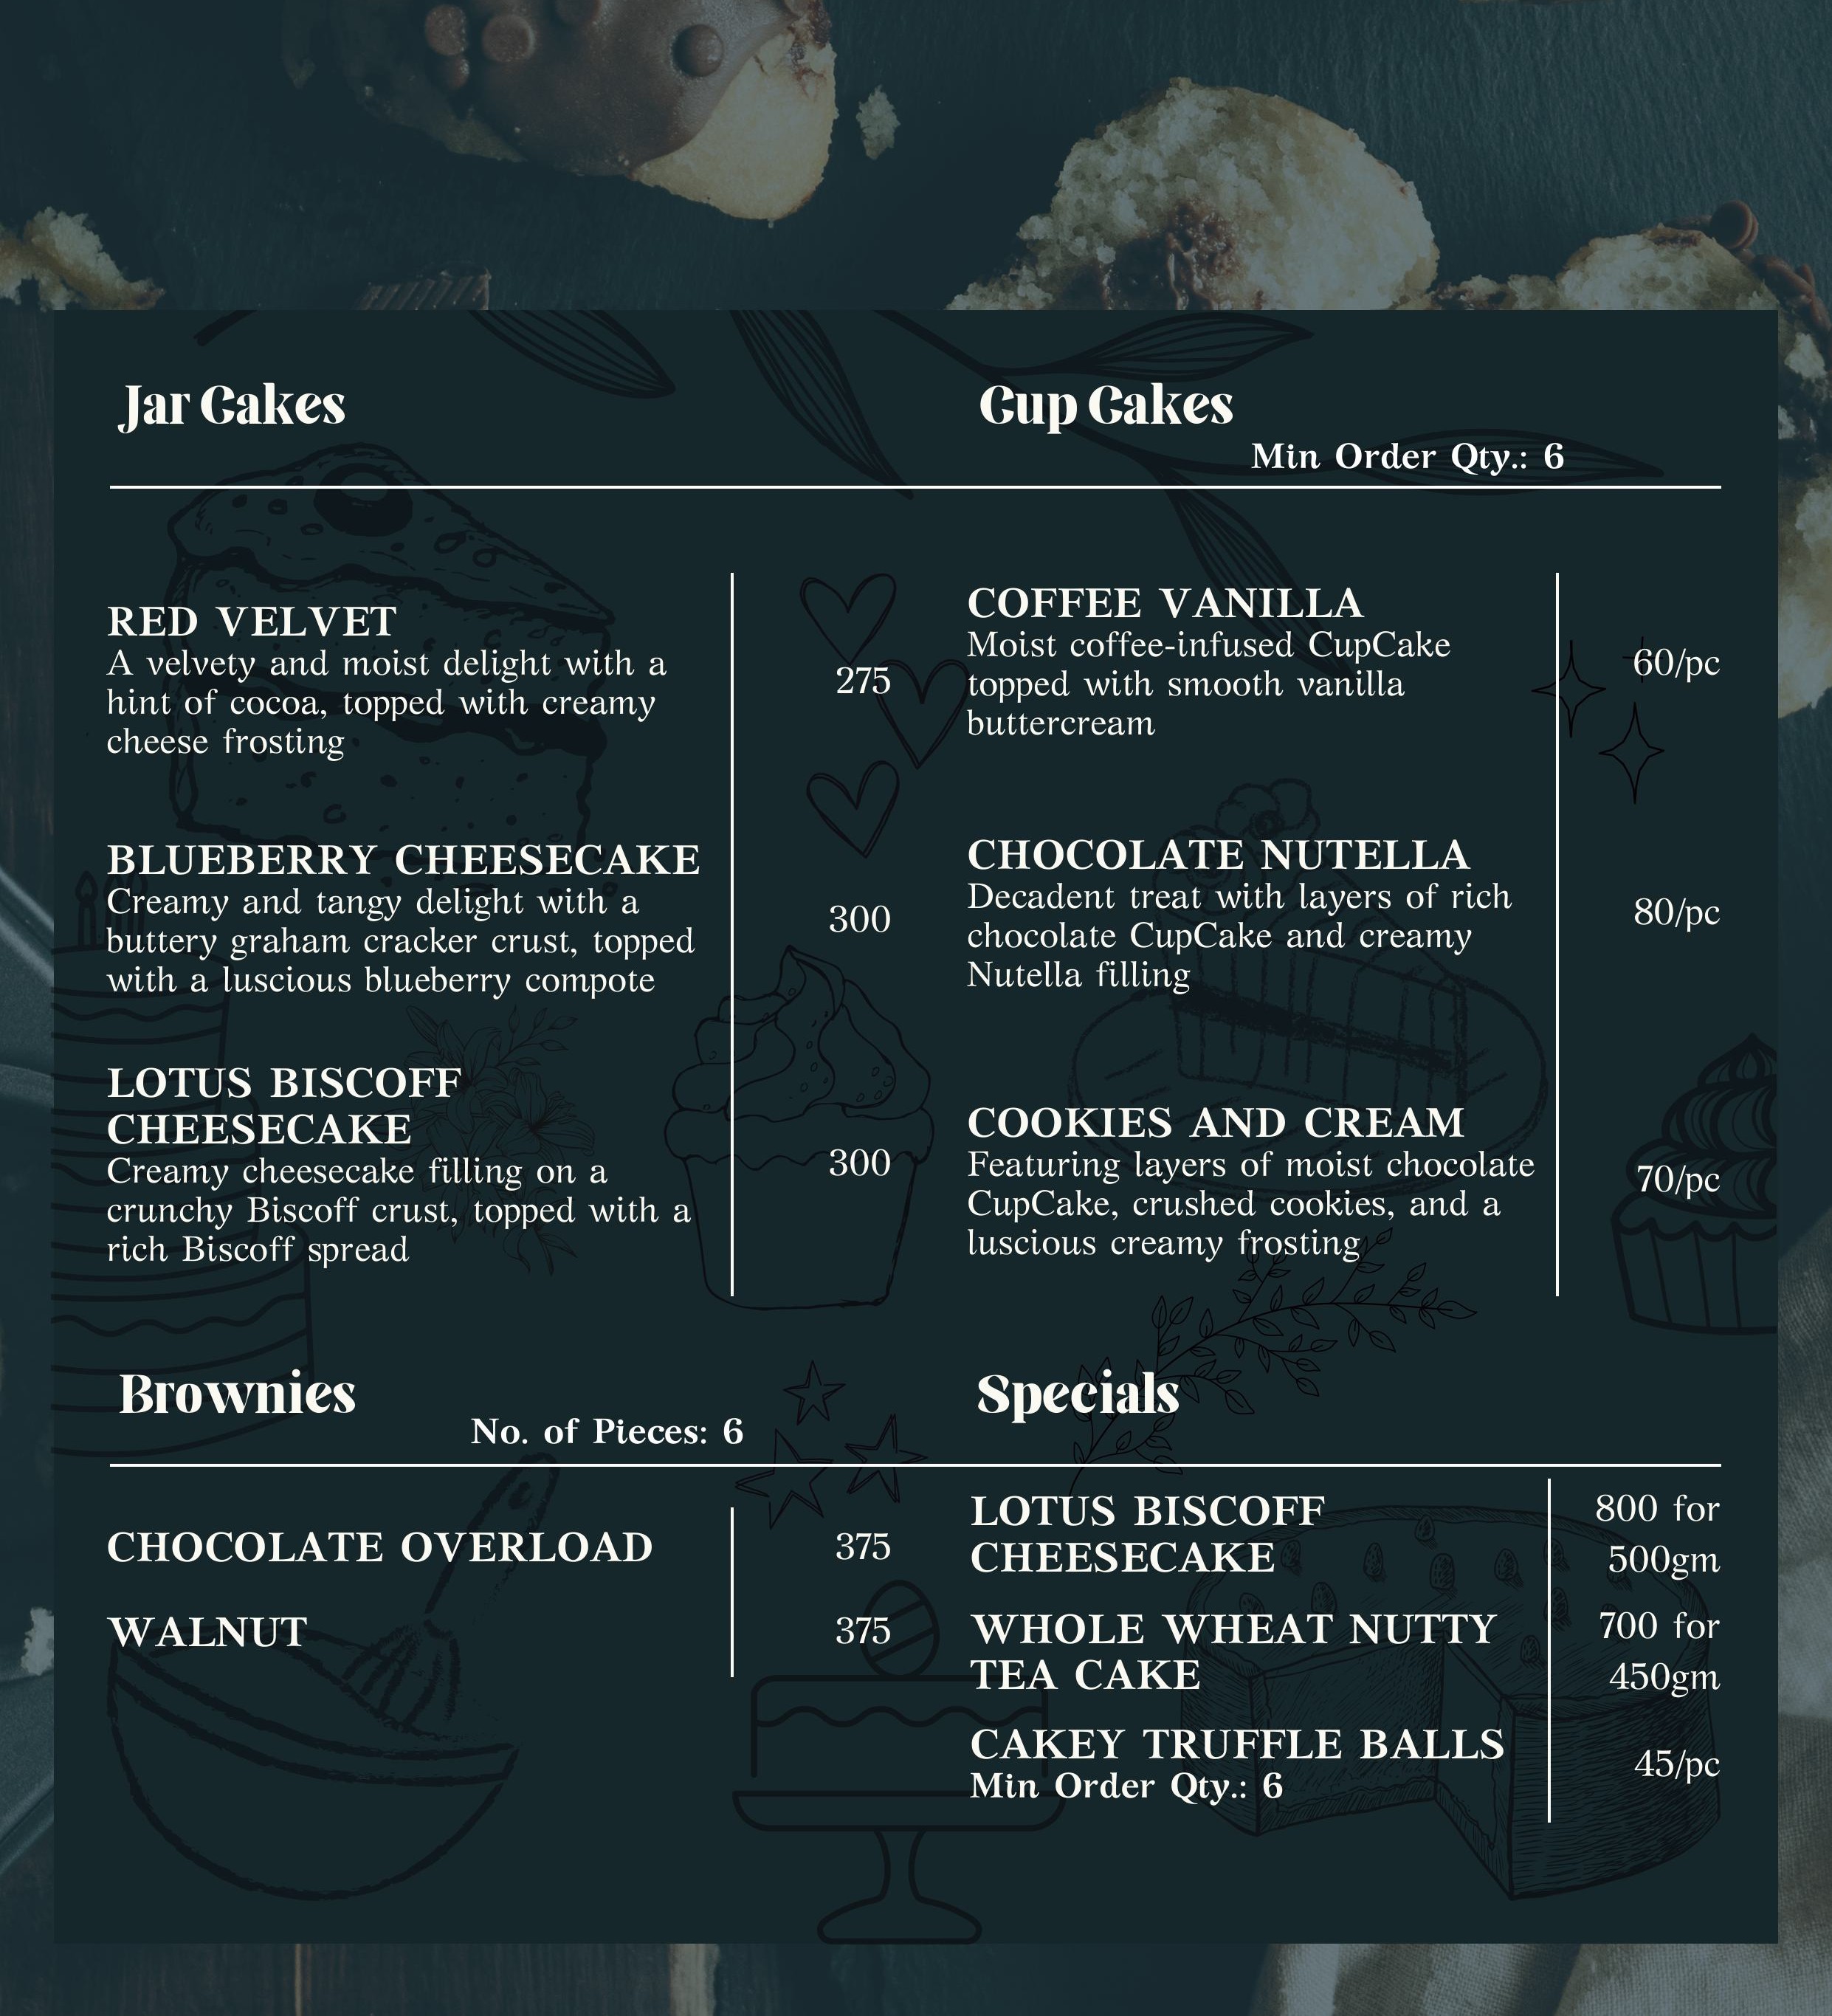 Jar Cakes
RED VELVET
A velvety and moist delight with a
hint of cocoa, topped with creamy
cheese frosting
275
BLUEBERRY CHEESECAKE
Creamy and tangy delight with a
buttery graham cracker crust, topped
with a luscious blueberry compote
300
LOTUS BISCOFF
CHEESECAKE
Creamy cheesecake filling on a
crunchy Biscoff crust, topped with a
rich Biscoff spread
300
Cup Cakes
Min Order Qty.: 6
COFFEE VANILLA
Moist coffee-infused CupCake
topped with smooth vanilla
buttercream
60/pc
CHOCOLATE NUTELLA
Decadent treat with layers of rich
chocolate CupCake and creamy
Nutella filling
80/pc
COOKIES AND CREAM
Featuring layers of moist chocolate
CupCake, crushed cookies, and a
luscious creamy frosting
70/pc
Brownies
No. of Pieces: 6
CHOCOLATE OVERLOAD
375
WALNUT
375
Specials
LOTUS BISCOFF
CHEESECAKE
800 for
500gm
WHOLE WHEAT NUTTY
TEA CAKE
700 for
450gm
CAKEY TRUFFLE BALLS
Min Order Qty.: 6
45/pc